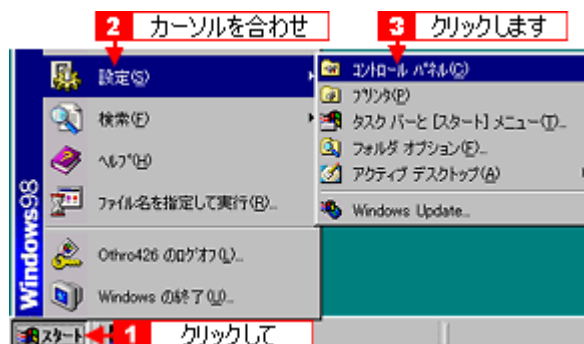 2 カーソルを合わせ
3 クリックします
設定(S)
検索(F)
ヘルプ(H)
ファイル名を指定して実行(R)...
Othro426 のログオフ(L)...
Windows の終了(U)...
Windows98
コントロール パネル(C)
プリンタ(P)
タスク バーと [スタート] メニュー(T)...
フォルダ オプション(F)...
アクティブ デスクトップ(A)
Windows Update...
スタート
1 クリックして